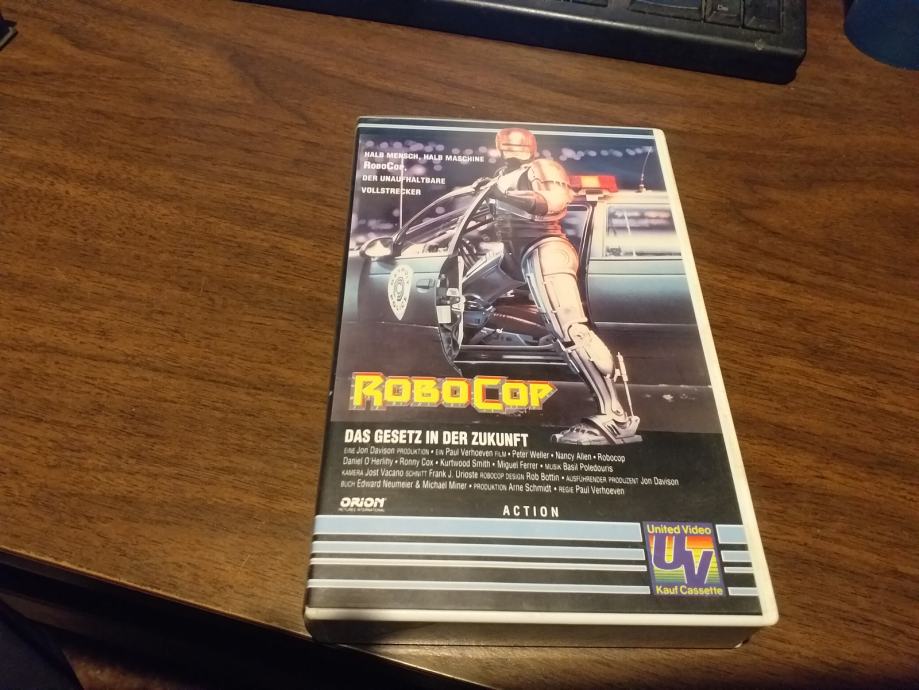 HALB MENSCH, HALB MASCHINE
ROBOCOP,
DER UNAUFHALTBARE
VOLLSTRECKER
ROBOCOP
DAS GESETZ IN DER ZUKUNFT
EINE Jon Davison PRODUKTION • EIN Paul Verhoeven FILM • Peter Weller • Nancy Allen • Robocop
Daniel O'Herlihy • Ronny Cox • Kurtwood Smith • Miguel Ferrer • MUSIK Basil Poledouris
KAMERA Jost Vacano SCHNITT Frank J. Urioste ROBOCOP DESIGN Rob Bottin • AUSFÜHRENDER PRODUZENT Jon Davison
BUCH Edward Neumeier & Michael Miner • PRODUKTION Arne Schmidt • REGIE Paul Verhoeven
ORION
PICTURES INTERNATIONAL
ACTION
United Video
UV
Kauf Cassette